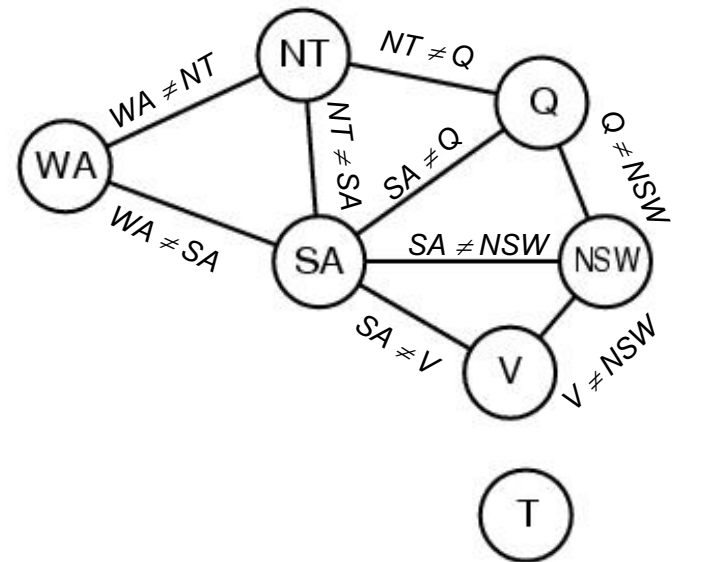 NT
NT ≠ Q
WA ≠ NT
Q
NT ≠ SA
SA ≠ Q
Q ≠ NSW
WA
WA ≠ SA
SA
SA ≠ NSW
NSW
SA ≠ V
V
V ≠ NSW
T